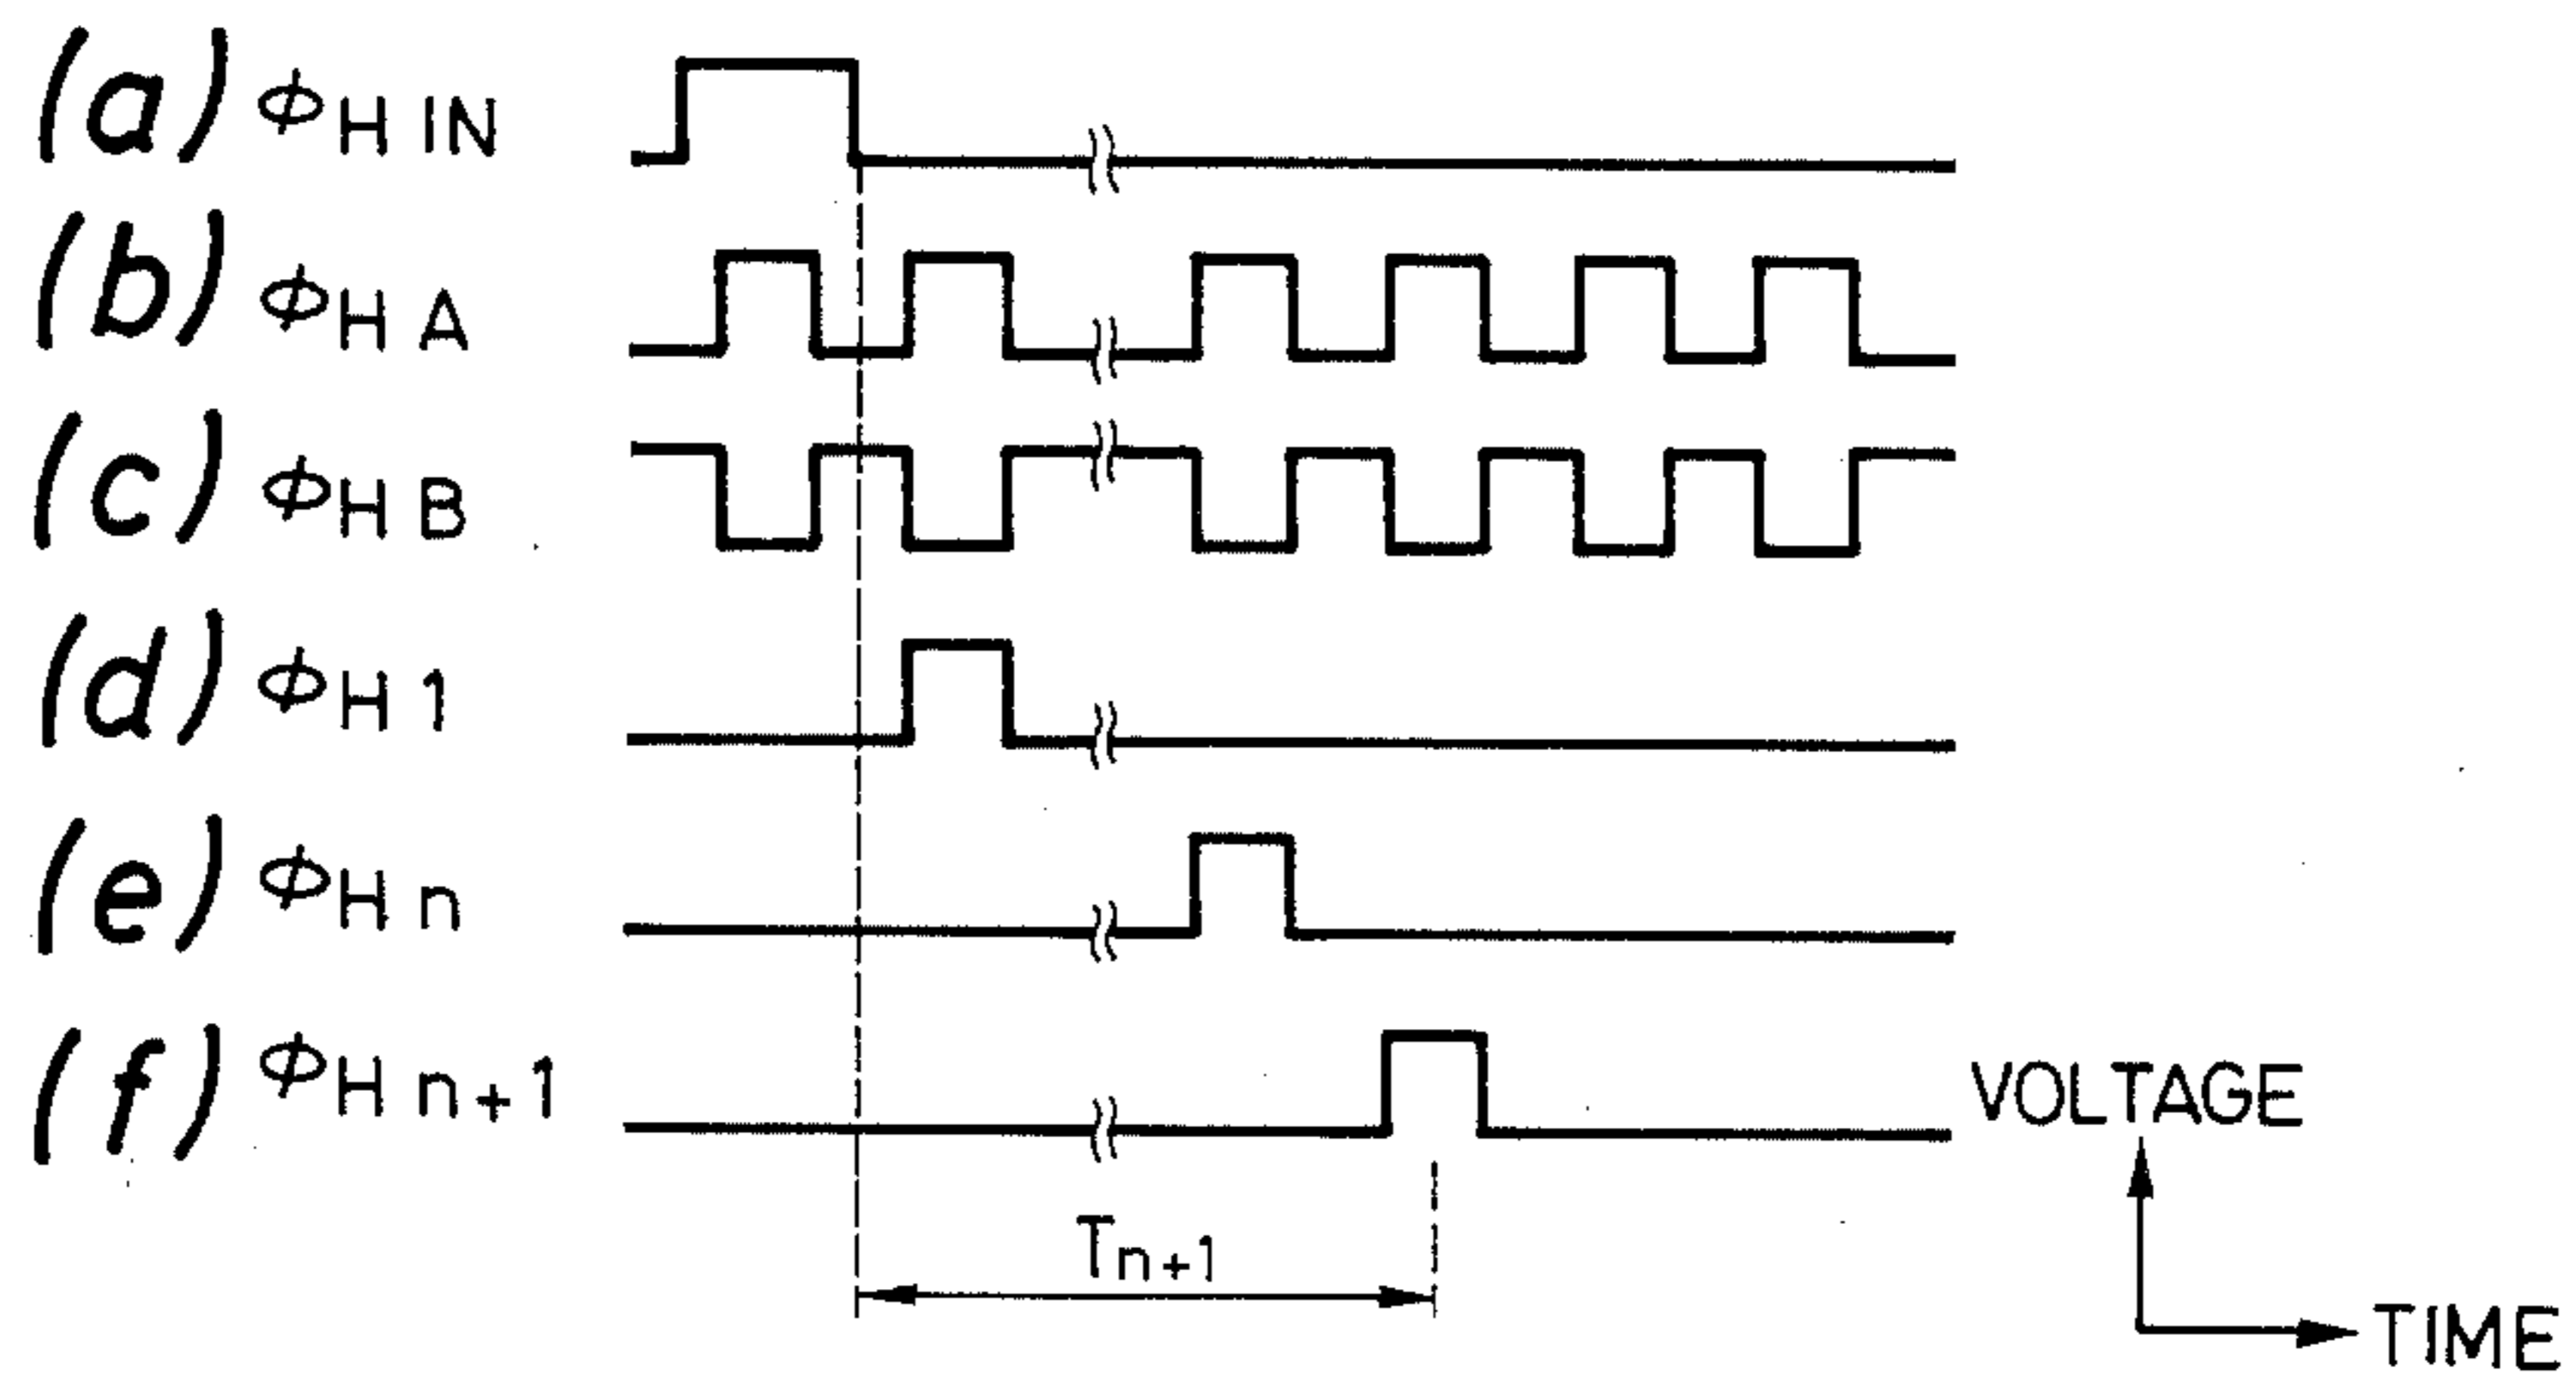 (a) ΦH IN
(b) ΦH A
(c) ΦH B
(d) ΦH 1
(e) ΦH n
(f) ΦH n+1
Tn+1
VOLTAGE
TIME